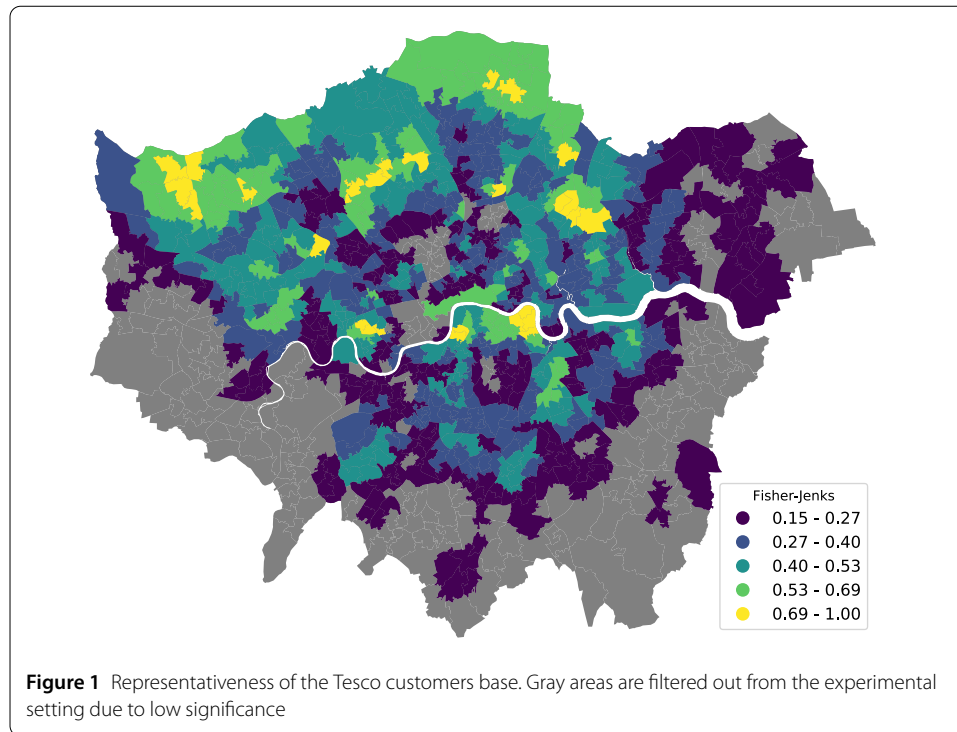 Fisher-Jenks
0.15 - 0.27
0.27 - 0.40
0.40 - 0.53
0.53 - 0.69
0.69 - 1.00
Figure 1 Representativeness of the Tesco customers base. Gray areas are filtered out from the experimental
setting due to low significance